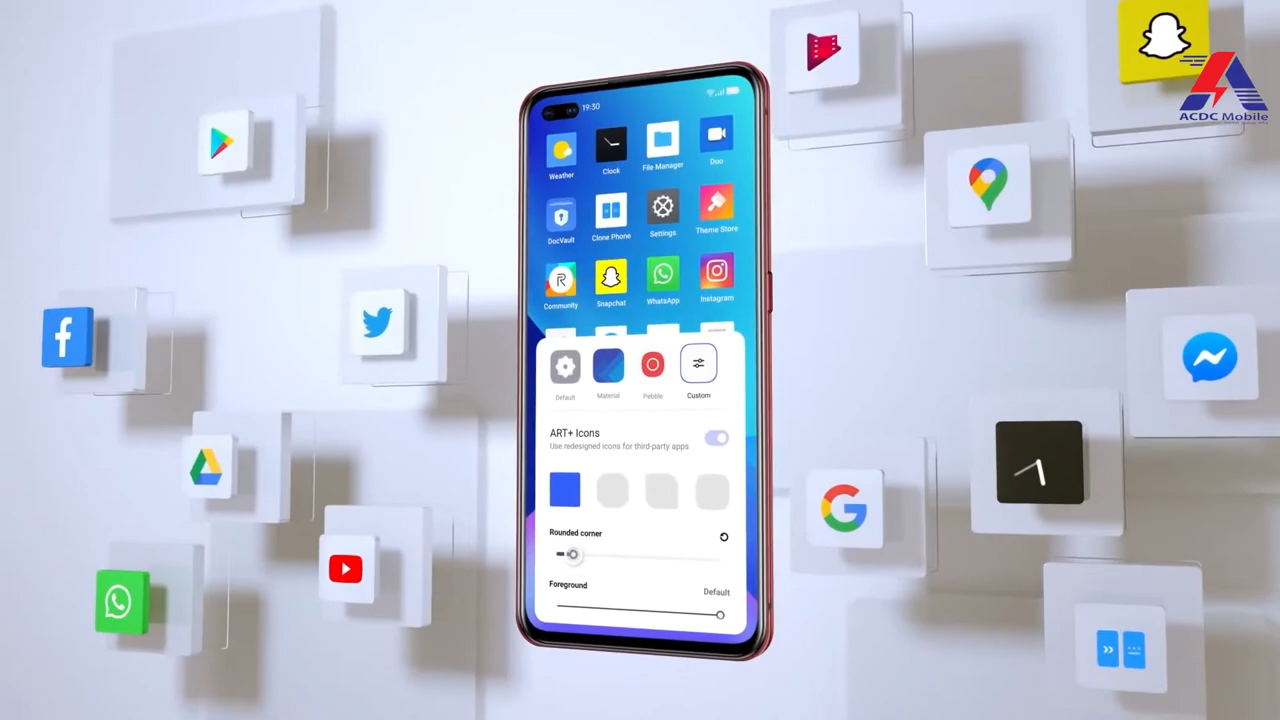 19:30
Weather
Clock
File Manager
Duo
DocVault
Clone Phone
Settings
Theme Store
R
Community
Snapchat
WhatsApp
Instagram
Default
Material
Pebble
Custom
ART+ Icons
Use redesigned icons for third-party apps
Rounded corner
Foreground
Default
ACDC Mobile
f
G